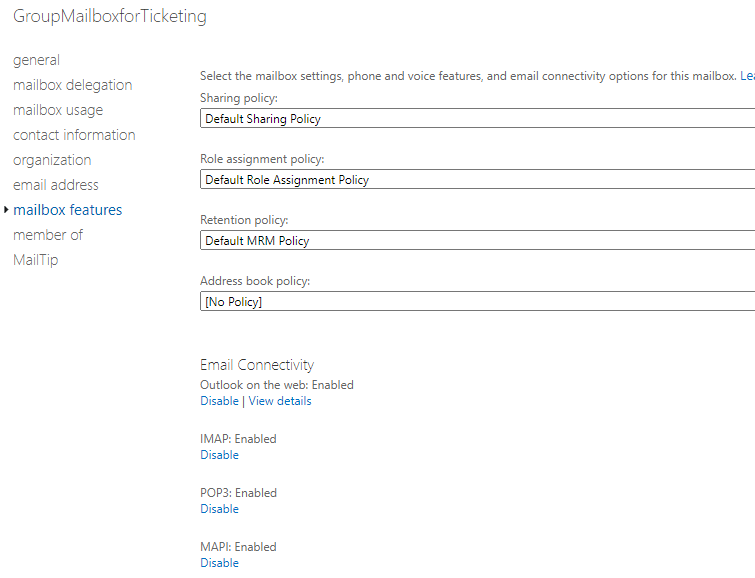 GroupMailboxforTicketing
general
mailbox delegation
mailbox usage
contact information
organization
email address
mailbox features
member of
MailTip
Select the mailbox settings, phone and voice features, and email connectivity options for this mailbox. Lea
Sharing policy:
Default Sharing Policy
Role assignment policy:
Default Role Assignment Policy
Retention policy:
Default MRM Policy
Address book policy:
[No Policy]
Email Connectivity
Outlook on the web: Enabled
Disable | View details
IMAP: Enabled
Disable
POP3: Enabled
Disable
MAPI: Enabled
Disable